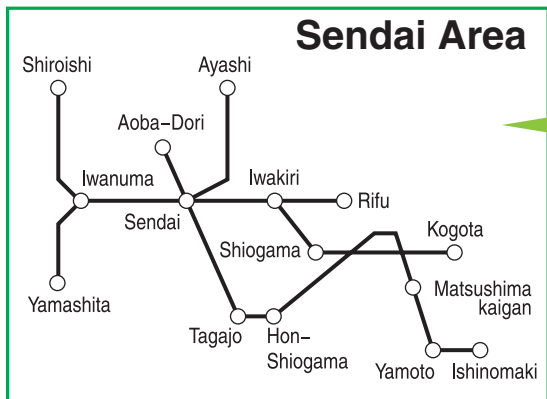 Sendai Area
Shiroishi
Ayashi
Aoba–Dori
Iwanuma
Iwakiri
Sendai
Rifu
Shiogama
Kogota
Yamashita
Matsushima
kaigan
Tagajo
Hon–
Shiogama
Yamoto
Ishinomaki